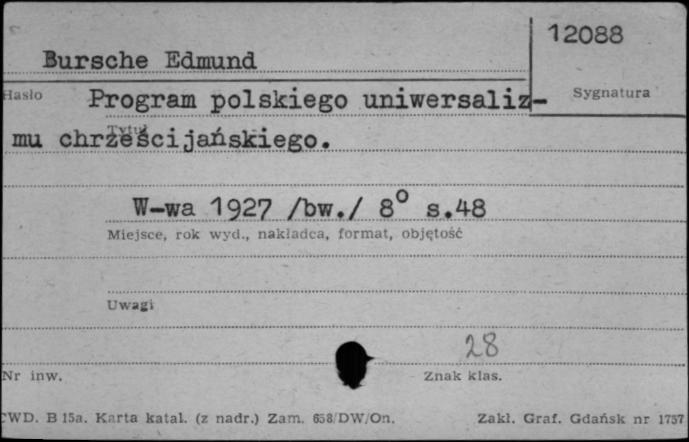 12088
Bursche Edmund
Hasło Program polskiego uniwersaliz- Sygnatura
Tytuł
mu chrześcijańskiego.
W-wa 1927 /bw./ 8° s.48
Miejsce, rok wyd., nakładca, format, objętość
Uwagi
28
Nr inw. Znak klas.
CWD. B 15a. Karta katal. (z nadr.) Zam. 658/DW/On. Zakł. Graf. Gdańsk nr 1757